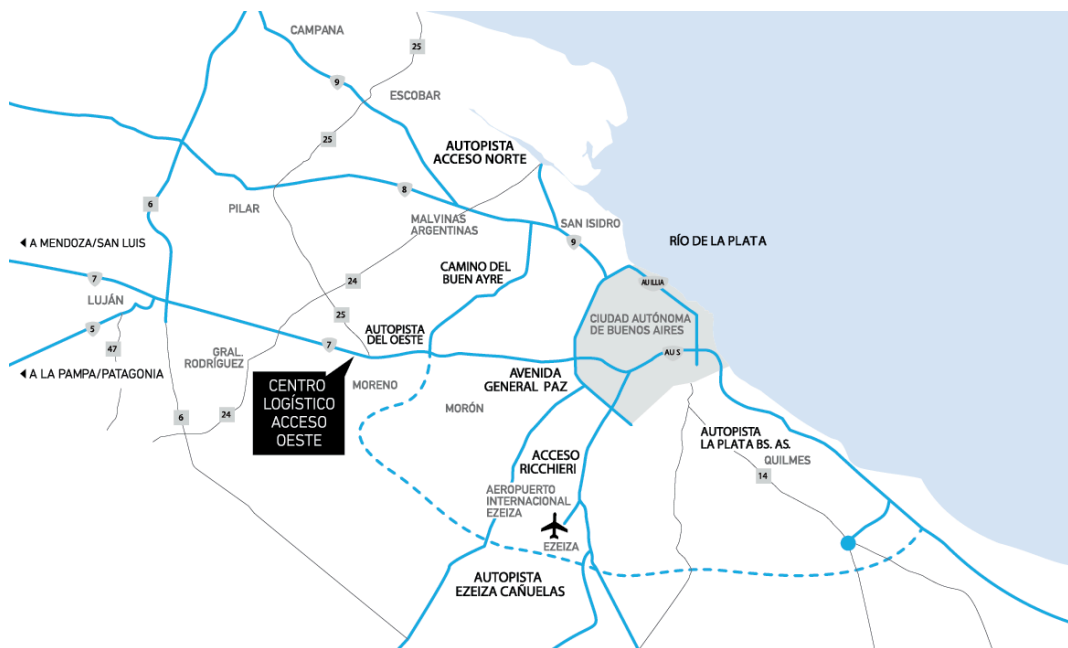 CAMPANA
25
9
ESCOBAR
25
AUTOPISTA
ACCESO NORTE
8
6
PILAR
MALVINAS
ARGENTINAS
SAN ISIDRO
9
RÍO DE LA PLATA
A MENDOZA/SAN LUIS
CAMINO DEL
BUEN AYRE
7
24
AU ILLIA
LUJÁN
25
CIUDAD AUTÓNOMA
DE BUENOS AIRES
5
47
AUTOPISTA
DEL OESTE
7
GRAL.
RODRÍGUEZ
AU 5
A LA PAMPA/PATAGONIA
CENTRO
LOGÍSTICO
ACCESO
OESTE
MORENO
AVENIDA
GENERAL PAZ
MORÓN
6
24
AUTOPISTA
LA PLATA BS. AS.
QUILMES
14
ACCESO
RICCHIERI
AEROPUERTO
INTERNACIONAL
EZEIZA
EZEIZA
AUTOPISTA
EZEIZA CAÑUELAS